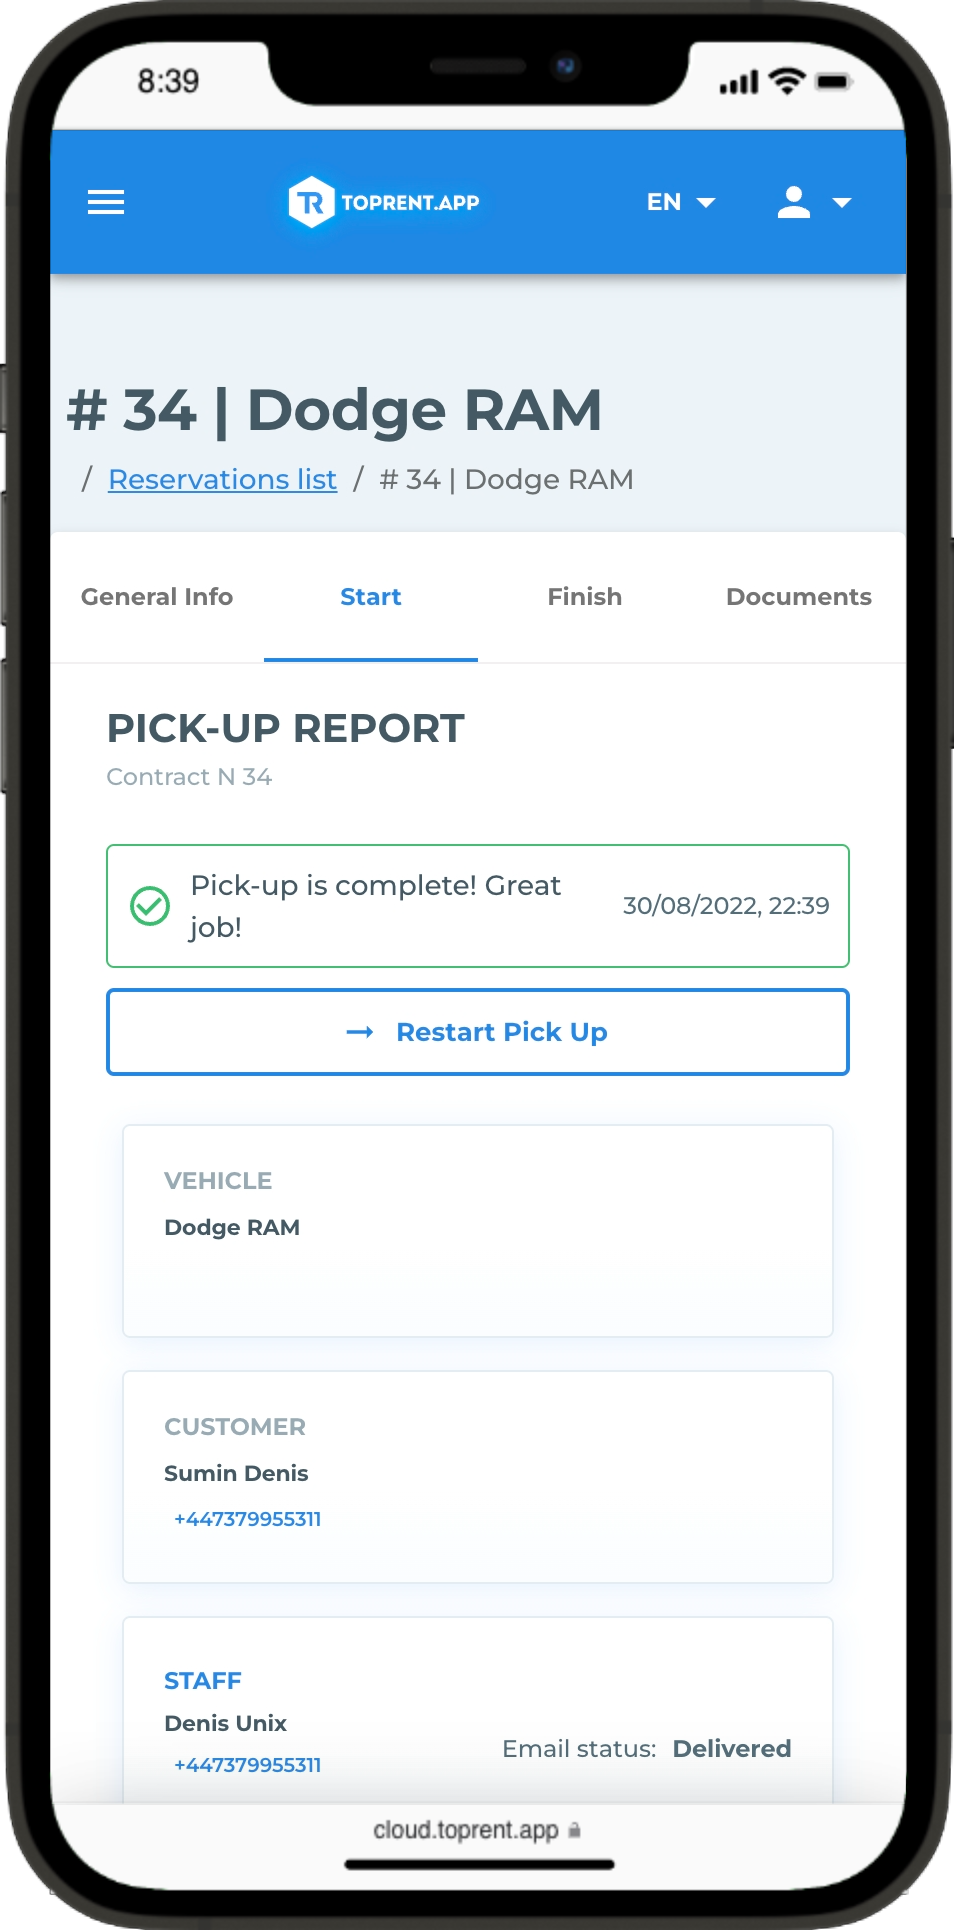 8:39
TR TOPRENT.APP
EN
# 34 | Dodge RAM
/ Reservations list / # 34 | Dodge RAM
General Info Start Finish Documents
PICK-UP REPORT
Contract N 34
Pick-up is complete! Great
job!
30/08/2022, 22:39
→ Restart Pick Up
VEHICLE
Dodge RAM
CUSTOMER
Sumin Denis
+447379955311
STAFF
Denis Unix
+447379955311
Email status: Delivered
cloud.toprent.app